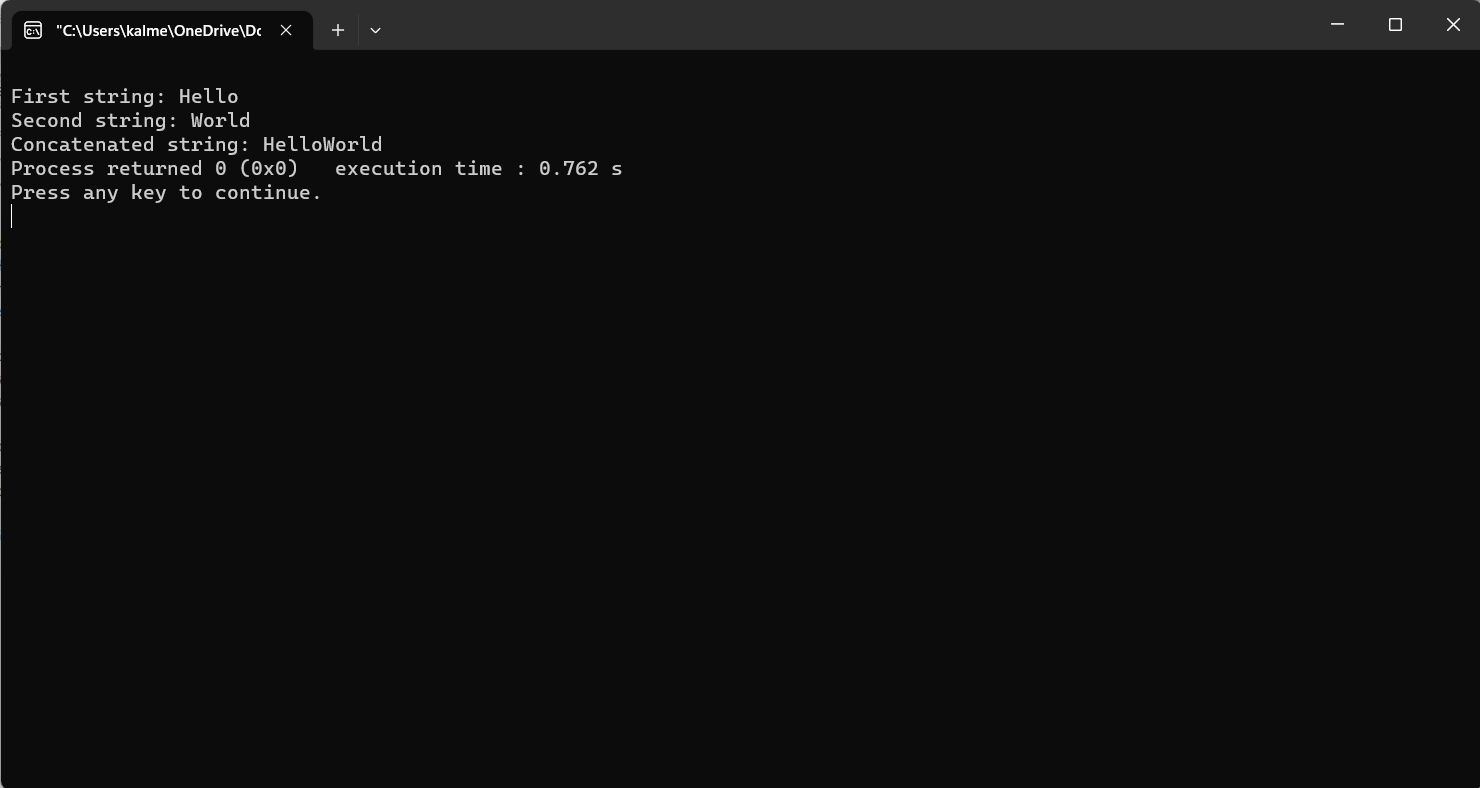 "C:\Users\kalme\OneDrive\Dc
First string: Hello
Second string: World
Concatenated string: HelloWorld
Process returned 0 (0x0)   execution time : 0.762 s
Press any key to continue.